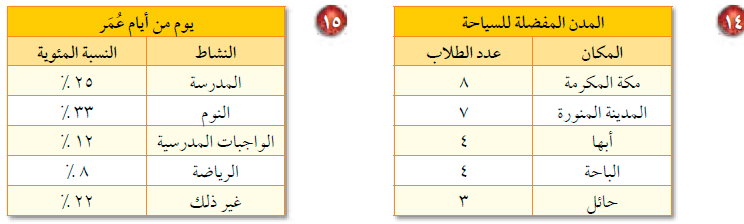 ١٤
المدن المفضلة للسياحة
المكان عدد الطلاب
مكة المكرمة ٨
المدينة المنورة ٧
أبها ٤
الباحة ٤
حائل ٣
١٥
يوم من أيام عُمَر
النشاط النسبة المئوية
المدرسة ٢٥ ٪
النوم ٣٣ ٪
الواجبات المدرسية ١٢ ٪
الرياضة ٨ ٪
غير ذلك ٢٢ ٪